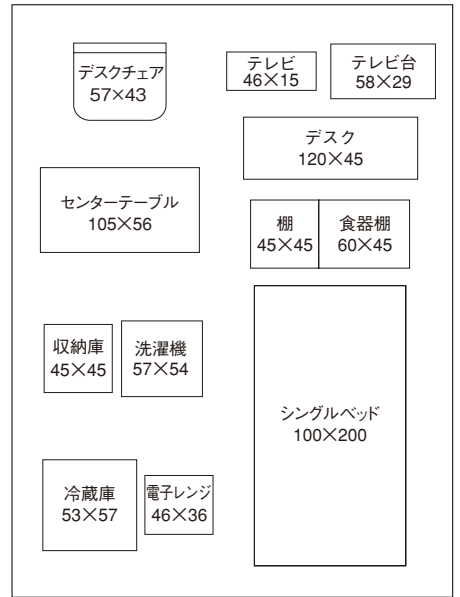 デスクチェア
57×43
テレビ
46×15
テレビ台
58×29
デスク
120×45
センターテーブル
105×56
棚
45×45
食器棚
60×45
収納庫
45×45
洗濯機
57×54
シングルベッド
100×200
冷蔵庫
53×57
電子レンジ
46×36